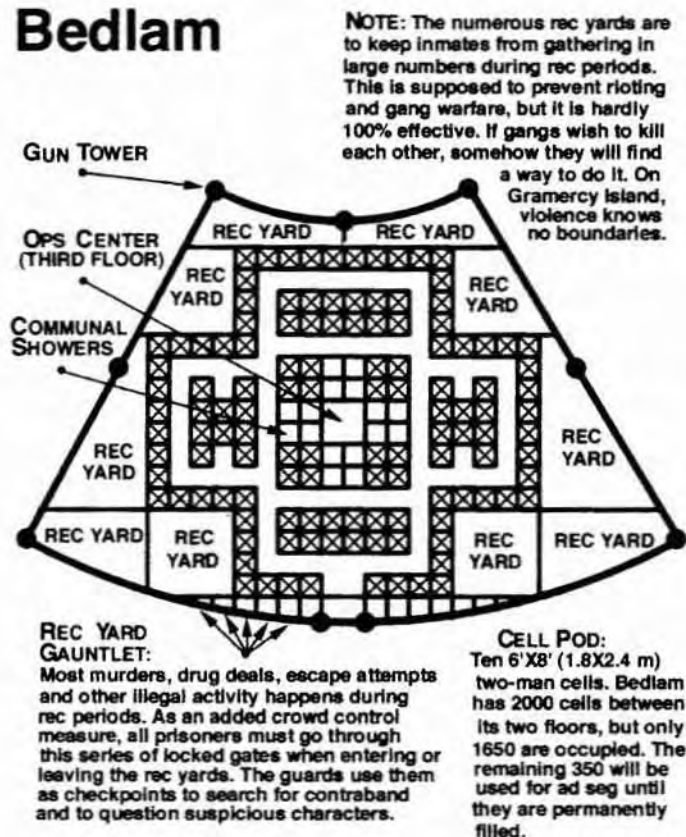 Bedlam
NOTE: The numerous rec yards are
to keep inmates from gathering in
large numbers during rec periods.
This is supposed to prevent rioting
and gang warfare, but it is hardly
100% effective. If gangs wish to kill
each other, somehow they will find
a way to do it. On
Gramercy Island,
violence knows
no boundaries.
GUN TOWER
OPS CENTER
(THIRD FLOOR)
COMMUNAL
SHOWERS
REC YARD
REC YARD
REC
YARD
REC
YARD
REC
YARD
REC
YARD
REC YARD
REC
YARD
REC
YARD
REC YARD
REC YARD
GAUNTLET:
Most murders, drug deals, escape attempts
and other illegal activity happens during
rec periods. As an added crowd control
measure, all prisoners must go through
this series of locked gates when entering or
leaving the rec yards. The guards use them
as checkpoints to search for contraband
and to question suspicious characters.
CELL POD:
Ten 6'X8' (1.8X2.4 m)
two-man cells. Bedlam
has 2000 cells between
its two floors, but only
1650 are occupied. The
remaining 350 will be
used for ad seg until
they are permanently
filled.